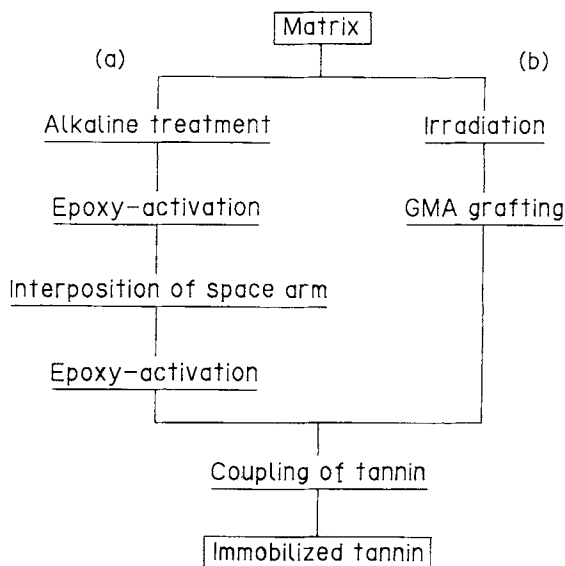 Matrix
(a)
(b)
Alkaline treatment
Irradiation
Epoxy-activation
GMA grafting
Interposition of space arm
Epoxy-activation
Coupling of tannin
Immobilized tannin